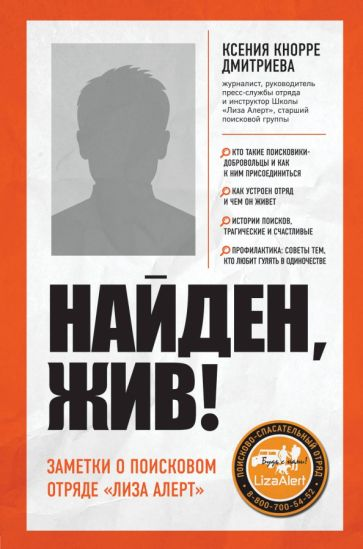 КСЕНИЯ КНОРРЕ
ДМИТРИЕВА
журналист, руководитель
пресс-службы отряда
и инструктор Школы
«Лиза Алерт», старший
поисковой группы
КТО ТАКИЕ ПОИСКОВИКИ-
ДОБРОВОЛЬЦЫ И КАК
К НИМ ПРИСОЕДИНИТЬСЯ
КАК УСТРОЕН ОТРЯД
И ЧЕМ ОН ЖИВЕТ
ИСТОРИИ ПОИСКОВ,
ТРАГИЧЕСКИЕ И СЧАСТЛИВЫЕ
ПРОФИЛАКТИКА: СОВЕТЫ ТЕМ,
КТО ЛЮБИТ ГУЛЯТЬ В ОДИНОЧЕСТВЕ
НАЙДЕН,
ЖИВ!
ЗАМЕТКИ О ПОИСКОВОМ
ОТРЯДЕ «ЛИЗА АЛЕРТ»
ПОИСКОВО-СПАСАТЕЛЬНЫЙ ОТРЯД
Будь с нами!
LizaAlert
8-800-700-54-52